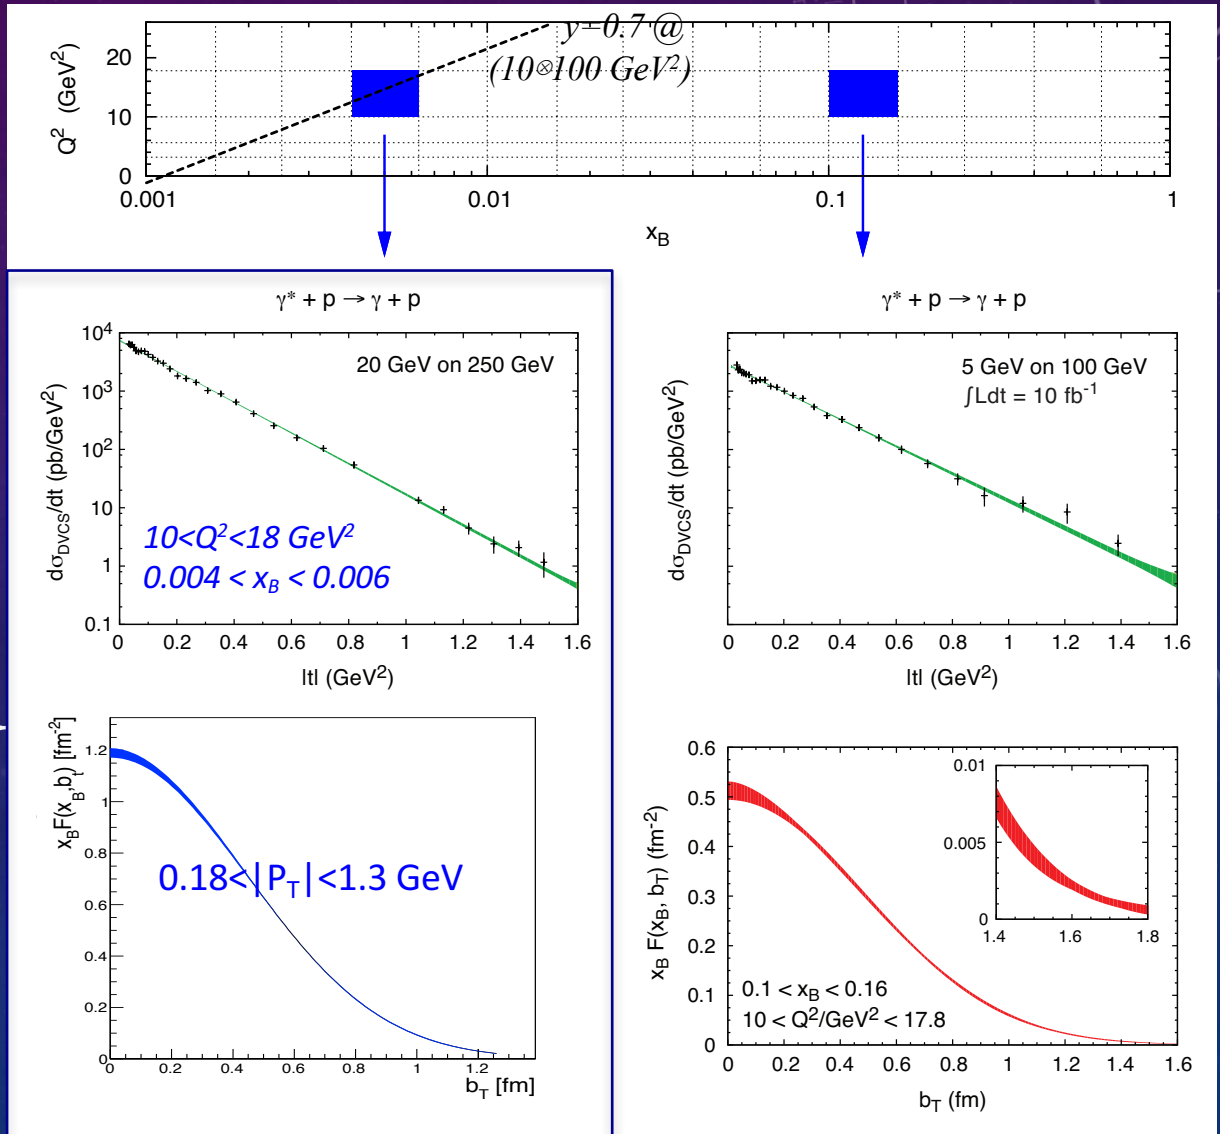 y=0.7 @
(10⊗100 GeV²)
Q² (GeV²)
20
10
0
0.001
0.01
0.1
1
x_B
γ* + p → γ + p
20 GeV on 250 GeV
dσ_DVCS/dt (pb/GeV²)
10⁴
10³
10²
10
1
0.1
10<Q²<18 GeV²
0.004 < x_B < 0.006
0 0.2 0.4 0.6 0.8 1 1.2 1.4 1.6
|t| (GeV²)
γ* + p → γ + p
5 GeV on 100 GeV
∫Ldt = 10 fb⁻¹
dσ_DVCS/dt (pb/GeV²)
0 0.2 0.4 0.6 0.8 1 1.2 1.4 1.6
|t| (GeV²)
x_B F(x_B, b_t) [fm⁻²]
1.2
1
0.8
0.6
0.4
0.2
0
0.18<|P_T|<1.3 GeV
0 0.2 0.4 0.6 0.8 1 1.2
b_T [fm]
x_B F(x_B, b_T) (fm⁻²)
0.6
0.5
0.4
0.3
0.2
0.1
0
0.01
0.005
0
1.4 1.6 1.8
0.1 < x_B < 0.16
10 < Q²/GeV² < 17.8
0 0.2 0.4 0.6 0.8 1 1.2 1.4 1.6
b_T (fm)